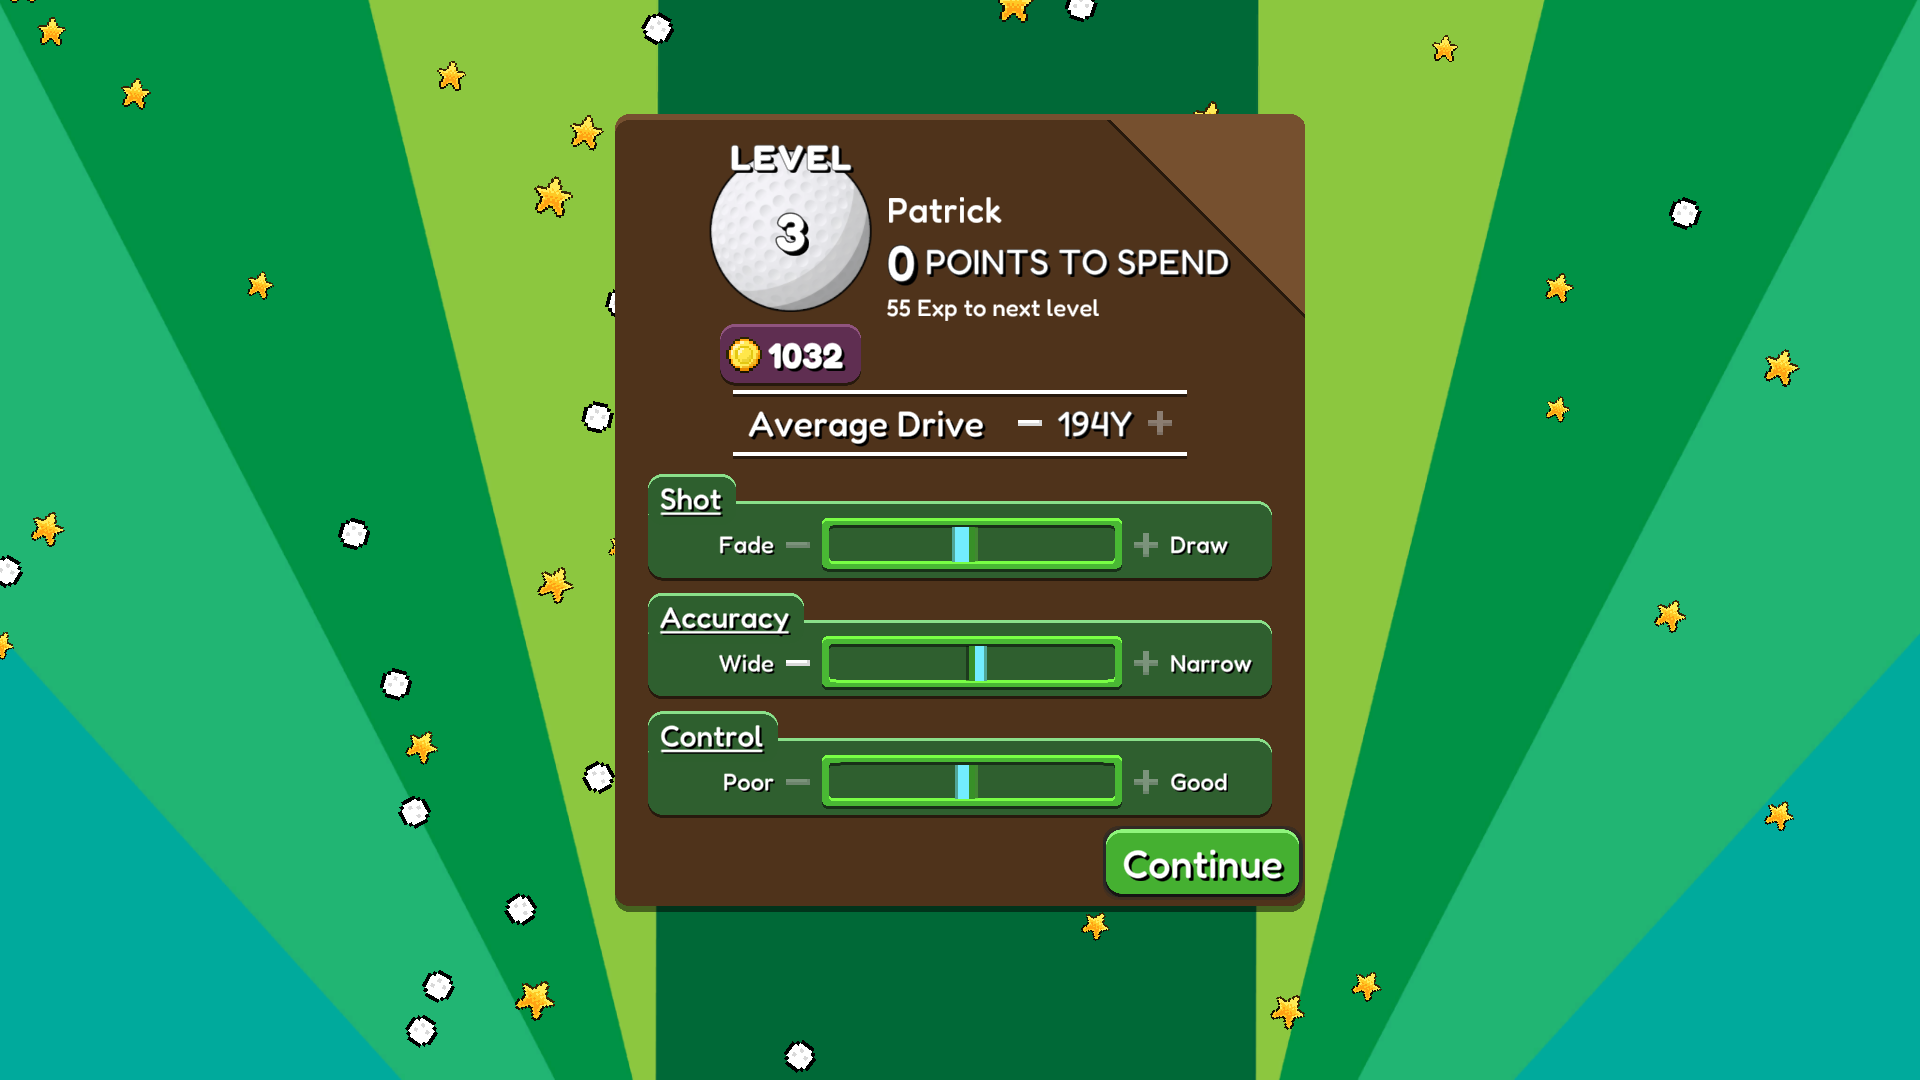 LEVEL
3
Patrick
0 POINTS TO SPEND
55 Exp to next level
1032
Average Drive − 194Y +
Shot
Fade − + Draw
Accuracy
Wide − + Narrow
Control
Poor − + Good
Continue